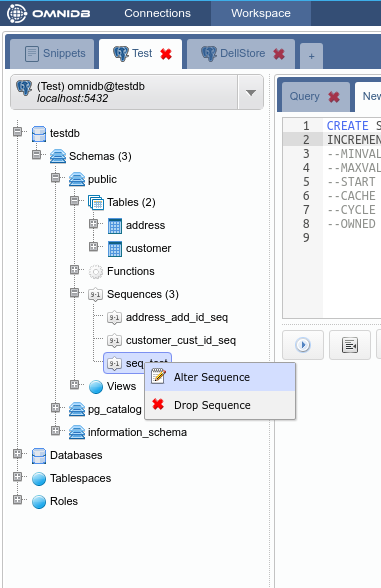 OMNIDB Connections Workspace
Snippets Test DellStore +
(Test) omnidb@testdb
localhost:5432
Query New
testdb
Schemas (3)
public
Tables (2)
address
customer
Functions
Sequences (3)
address_add_id_seq
customer_cust_id_seq
seq_test
Alter Sequence
Drop Sequence
Views
pg_catalog
information_schema
Databases
Tablespaces
Roles
1 CREATE S
2 INCREMEN
3 --MINVAL
4 --MAXVAL
5 --START
6 --CACHE
7 --CYCLE
8 --OWNED
9